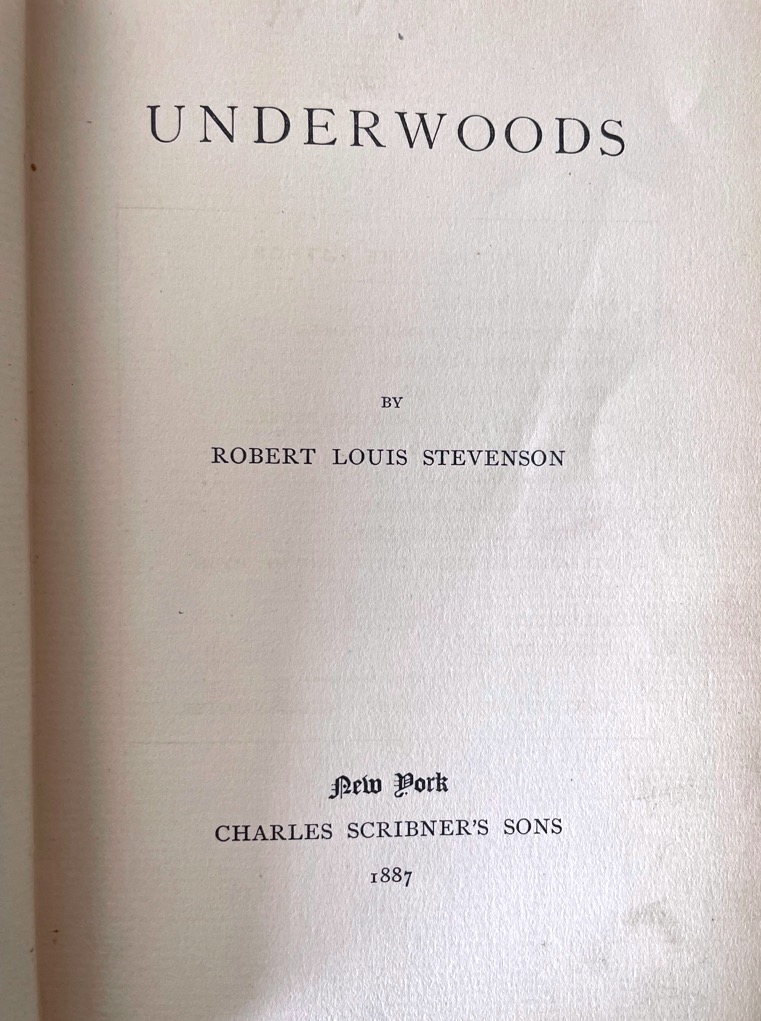 UNDERWOODS
BY
ROBERT LOUIS STEVENSON
New York
CHARLES SCRIBNER'S SONS
1887